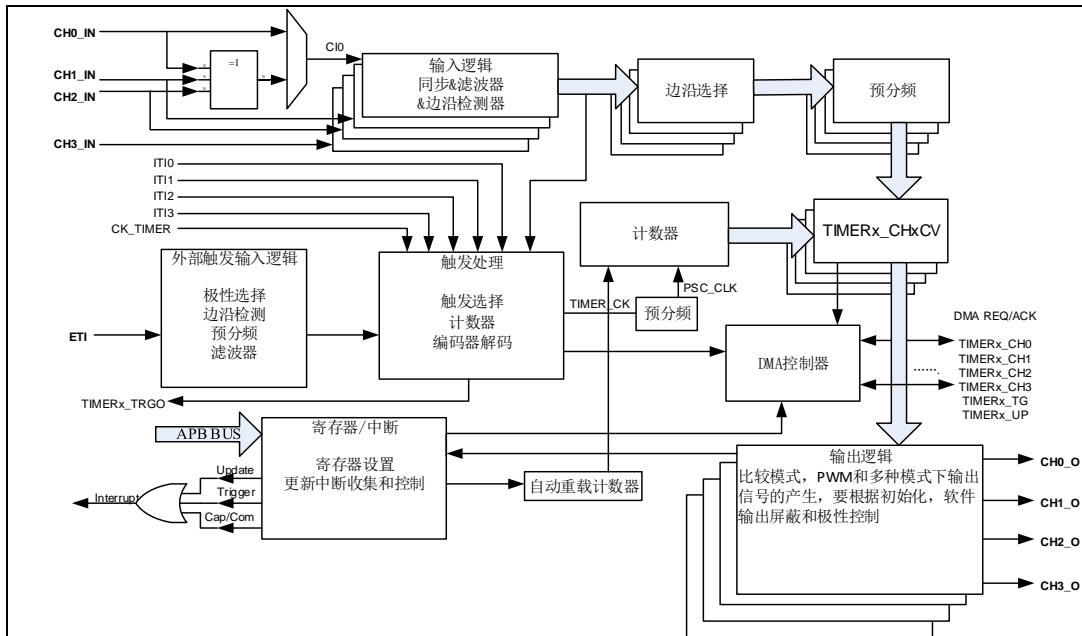 CH0_IN
CH1_IN
CH2_IN
CH3_IN
=1
CI0
输入逻辑
同步&滤波器
&边沿检测器
边沿选择
预分频
ITI0
ITI1
ITI2
ITI3
CK_TIMER
外部触发输入逻辑
极性选择
边沿检测
预分频
滤波器
ETI
触发处理
触发选择
计数器
编码器解码
TIMER_CK
预分频
PSC_CLK
计数器
TIMERx_CHxCV
DMA控制器
DMA REQ/ACK
TIMERx_CH0
TIMERx_CH1
.......
TIMERx_CH2
TIMERx_CH3
TIMERx_TG
TIMERx_UP
TIMERx_TRGO
APB BUS
寄存器/中断
寄存器设置
更新中断收集和控制
Update
Trigger
Cap/Com
Interrupt
自动重载计数器
输出逻辑
比较模式，PWM和多种模式下输出
信号的产生，要根据初始化，软件
输出屏蔽和极性控制
CH0_O
CH1_O
CH2_O
CH3_O